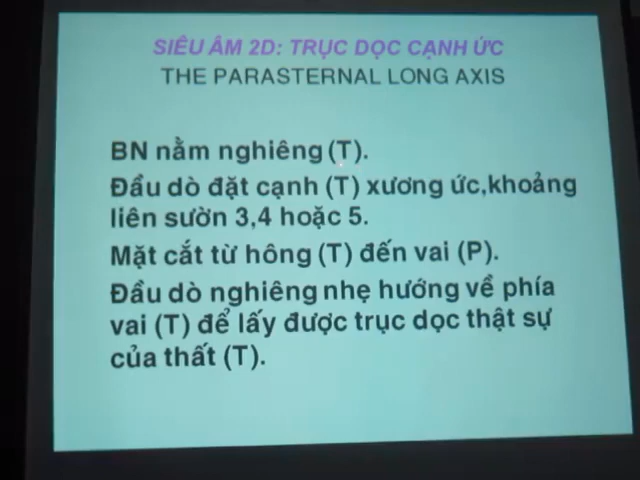 SIÊU ÂM 2D: TRỤC DỌC CẠNH ỨC
THE PARASTERNAL LONG AXIS
BN nằm nghiêng (T).
Đầu dò đặt cạnh (T) xương ức,khoảng
liên sườn 3,4 hoặc 5.
Mặt cắt từ hông (T) đến vai (P).
Đầu dò nghiêng nhẹ hướng về phía
vai (T) để lấy được trục dọc thật sự
của thất (T).